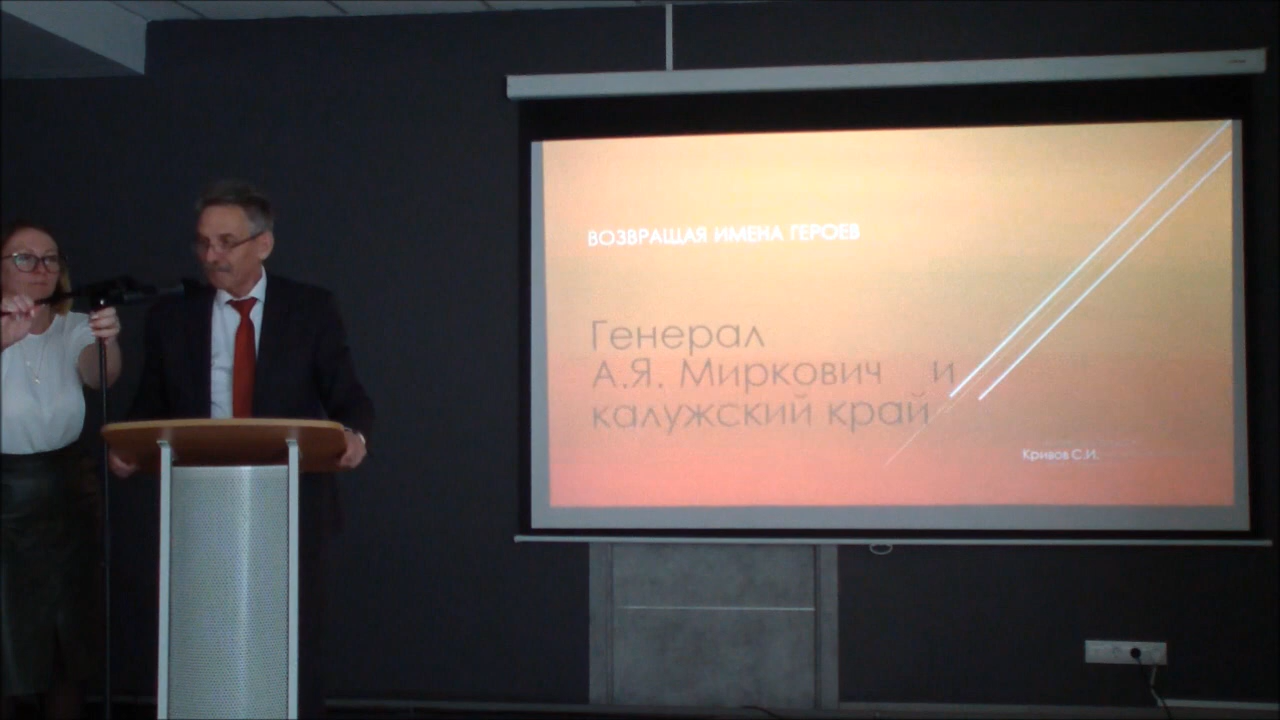 ВОЗВРАЩАЯ ИМЕНА ГЕРОЕВ
Генерал
А.Я. Миркович и
калужский край
Кривов С.И.